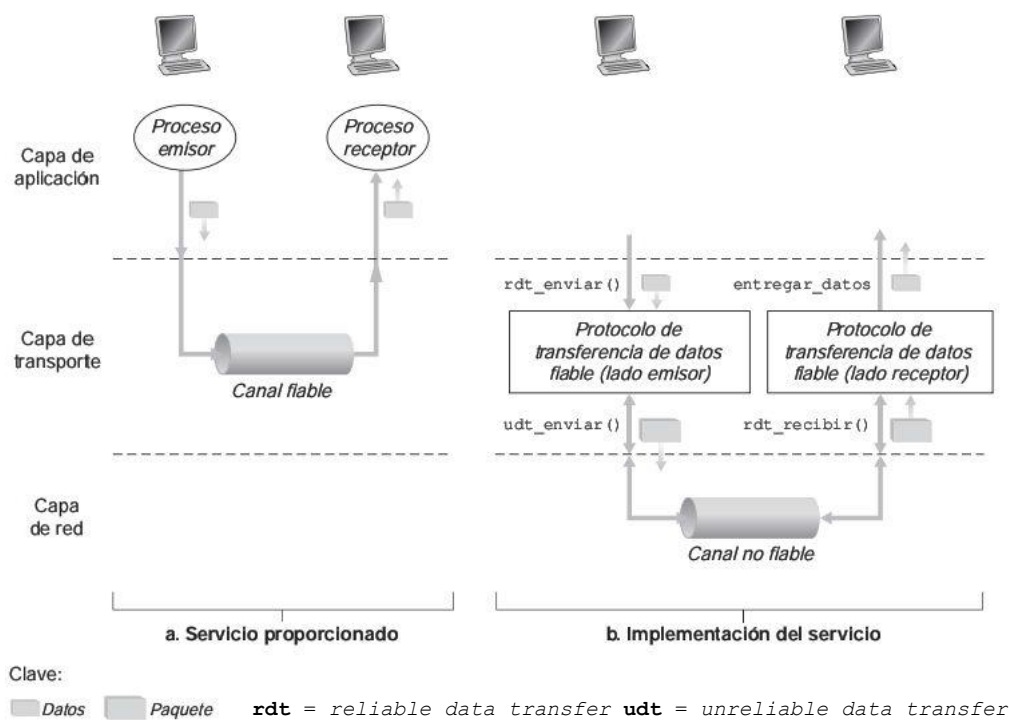 Proceso
emisor
Proceso
receptor
Capa de
aplicación
rdt_enviar()
entregar_datos
Capa de
transporte
Canal fiable
Protocolo de
transferencia de datos
fiable (lado emisor)
Protocolo de
transferencia de datos
fiable (lado receptor)
udt_enviar()
rdt_recibir()
Capa
de red
Canal no fiable
a. Servicio proporcionado
b. Implementación del servicio
Clave:
Datos
Paquete
rdt = reliable data transfer udt = unreliable data transfer